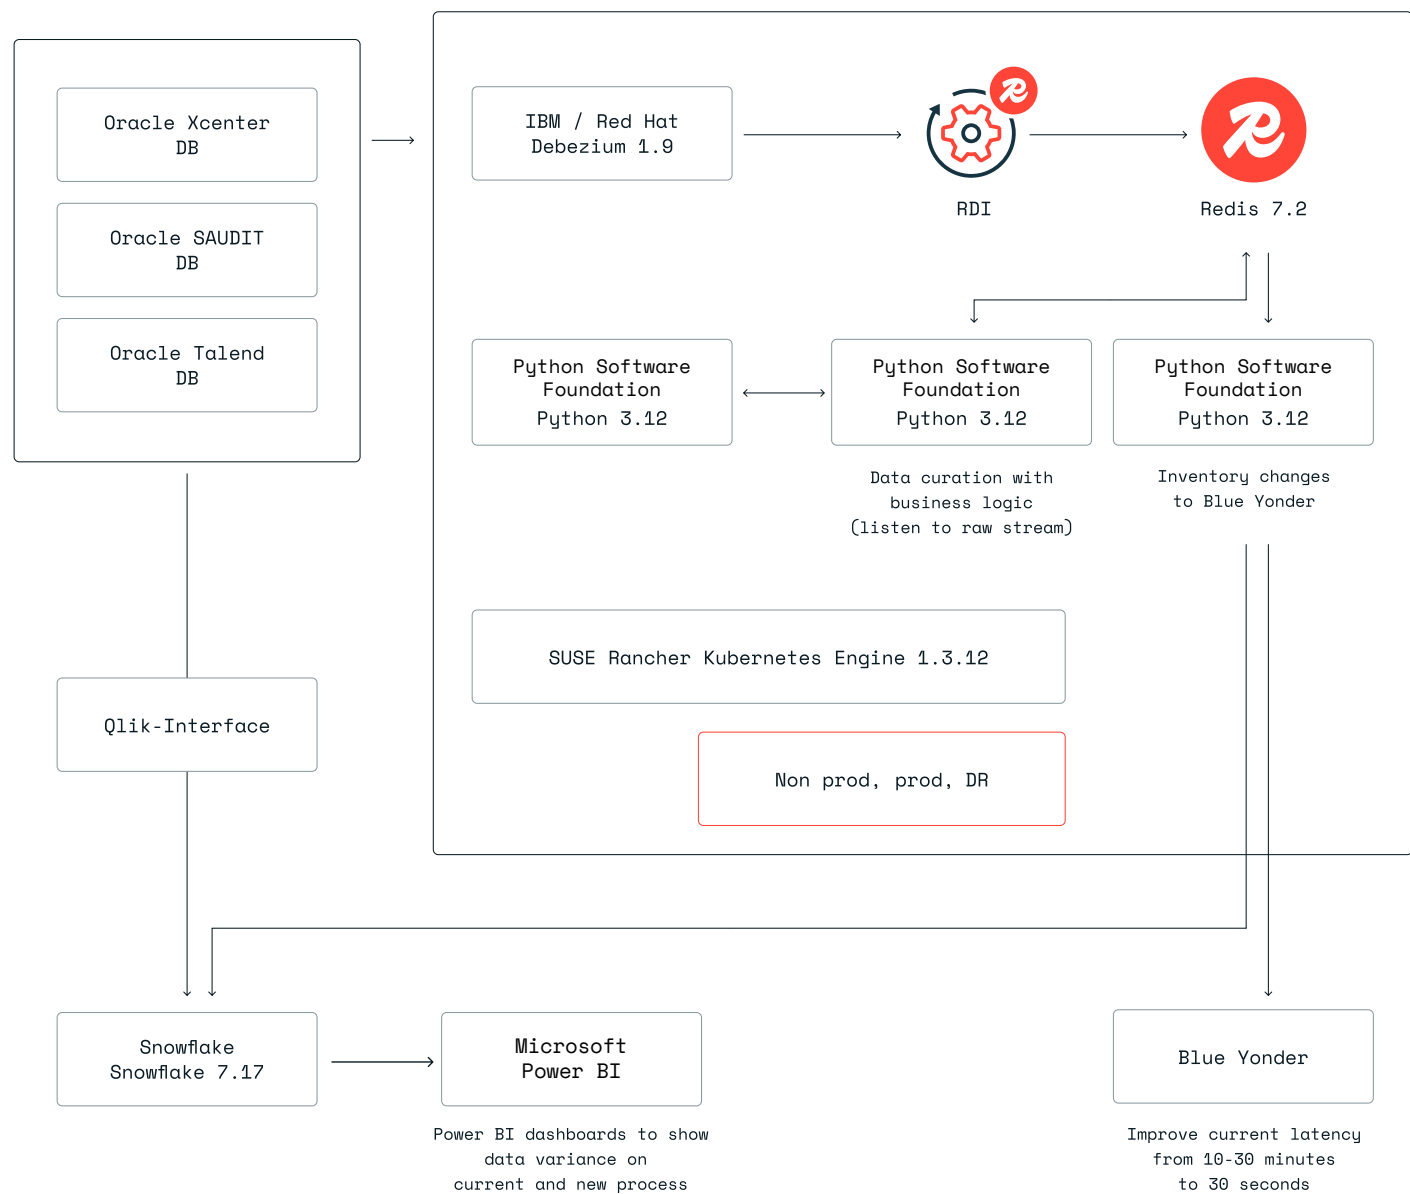 Oracle Xcenter
DB
Oracle SAUDIT
DB
Oracle Talend
DB
IBM / Red Hat
Debezium 1.9
RDI
Redis 7.2
Python Software
Foundation
Python 3.12
Python Software
Foundation
Python 3.12
Data curation with
business logic
(listen to raw stream)
Python Software
Foundation
Python 3.12
Inventory changes
to Blue Yonder
SUSE Rancher Kubernetes Engine 1.3.12
Non prod, prod, DR
Qlik-Interface
Snowflake
Snowflake 7.17
Microsoft
Power BI
Power BI dashboards to show
data variance on
current and new process
Blue Yonder
Improve current latency
from 10-30 minutes
to 30 seconds